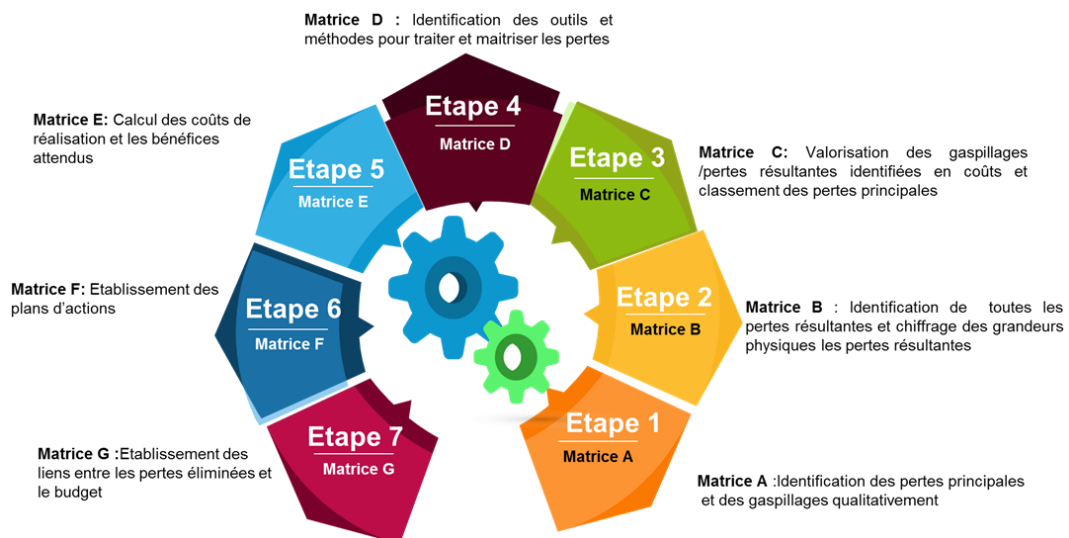 Matrice D : Identification des outils et
méthodes pour traiter et maitriser les pertes
Etape 4
Matrice D
Matrice E: Calcul des coûts de
réalisation et les bénéfices
attendus
Etape 5
Matrice E
Etape 3
Matrice C
Matrice C: Valorisation des gaspillages
/pertes résultantes identifiées en coûts et
classement des pertes principales
Matrice F: Etablissement des
plans d'actions
Etape 6
Matrice F
Etape 2
Matrice B
Matrice B : Identification de toutes les
pertes résultantes et chiffrage des grandeurs
physiques les pertes résultantes
Matrice G :Etablissement des
liens entre les pertes éliminées et
le budget
Etape 7
Matrice G
Etape 1
Matrice A
Matrice A :Identification des pertes principales
et des gaspillages qualitativement